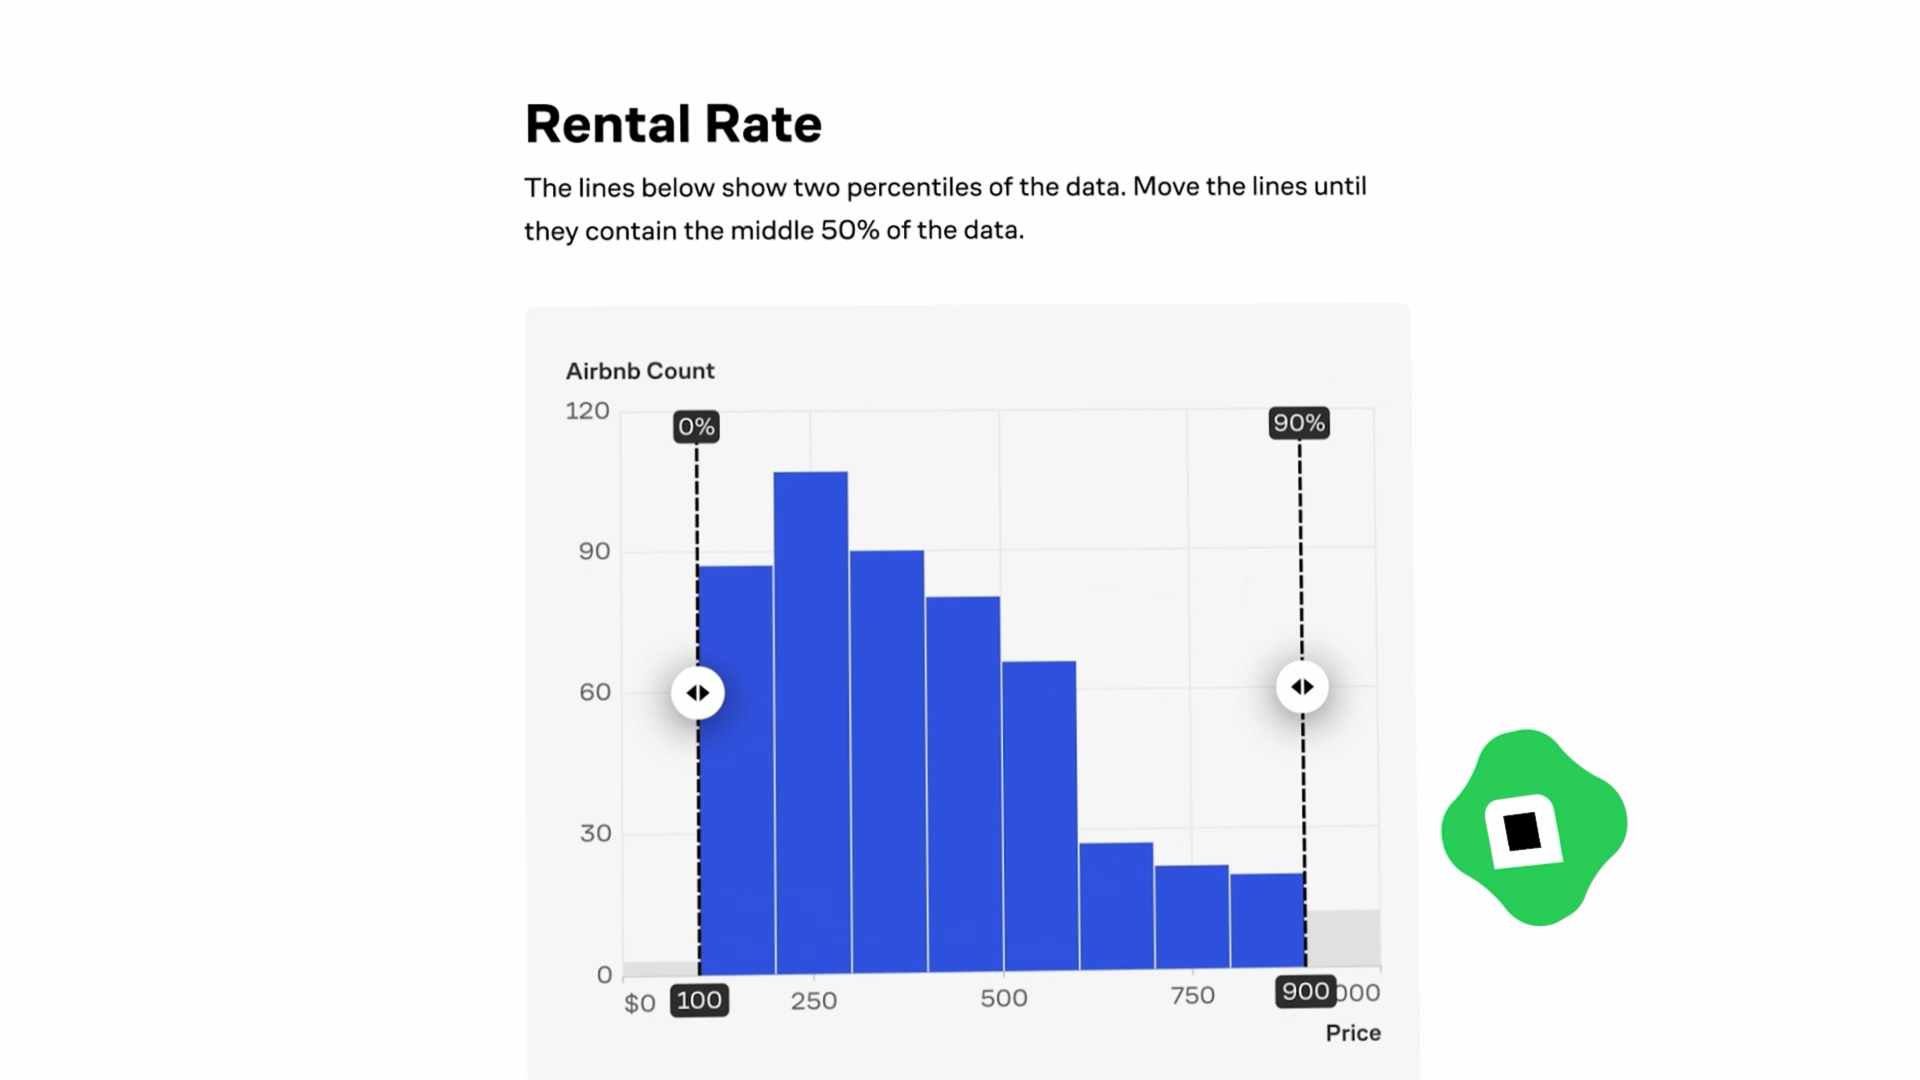 Rental Rate
The lines below show two percentiles of the data. Move the lines until
they contain the middle 50% of the data.
Airbnb Count
120
0%
90%
90
60
30
0
$0
100
250
500
750
900
000
Price